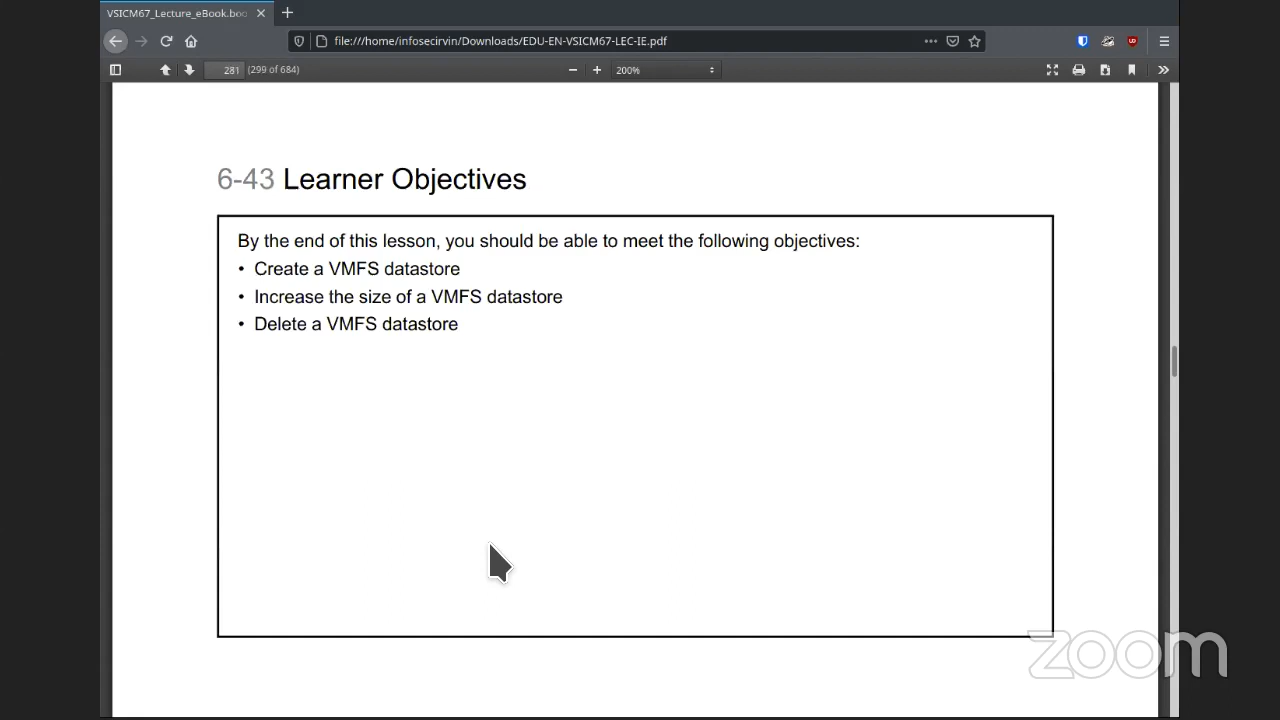 VSICM67_Lecture_eBook.boo
file:///home/infosecirvin/Downloads/EDU-EN-VSICM67-LEC-IE.pdf
281 (299 of 684)
200%
6-43 Learner Objectives
By the end of this lesson, you should be able to meet the following objectives:
• Create a VMFS datastore
• Increase the size of a VMFS datastore
• Delete a VMFS datastore
zoom